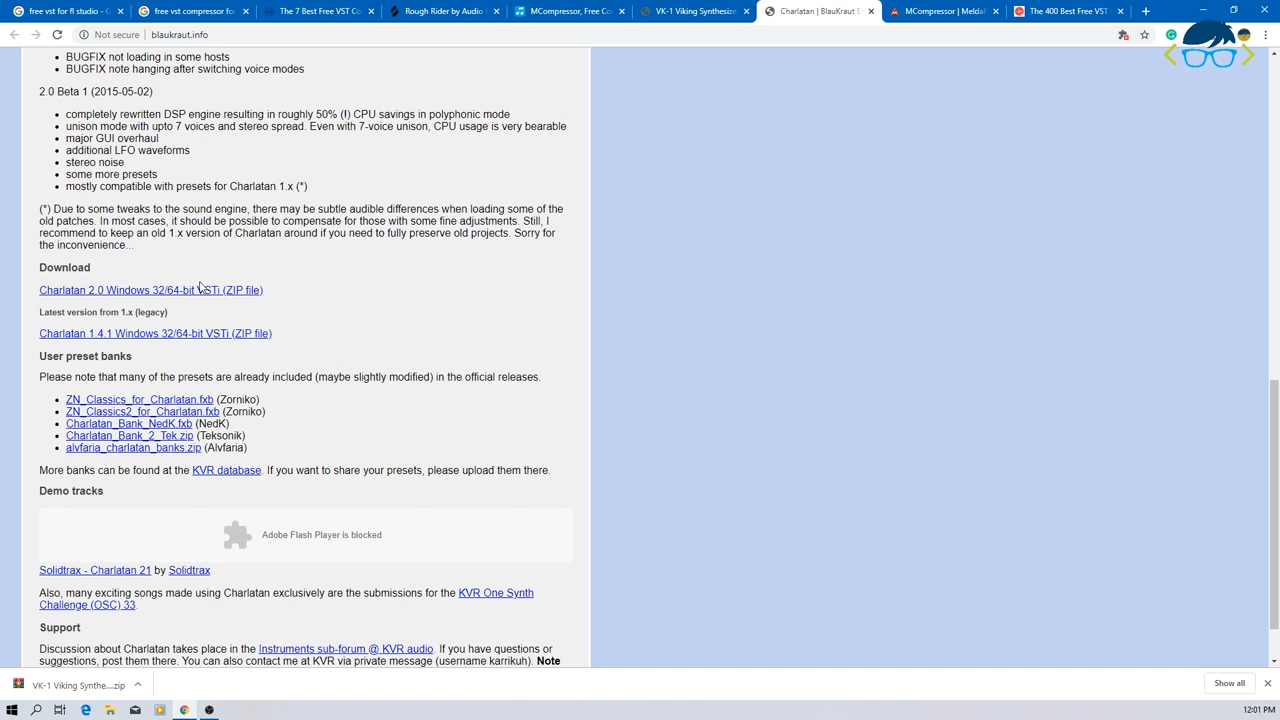 free vst for fl studio - G
free vst compressor for
The 7 Best Free VST Co
Rough Rider by Audio
MCompressor, Free Co
VK-1 Viking Synthesize
Charlatan | BlauKraut E
MCompressor | Melda
The 400 Best Free VST
Not secure | blaukraut.info
BUGFIX not loading in some hosts
BUGFIX note hanging after switching voice modes
2.0 Beta 1 (2015-05-02)
completely rewritten DSP engine resulting in roughly 50% (!) CPU savings in polyphonic mode
unison mode with upto 7 voices and stereo spread. Even with 7-voice unison, CPU usage is very bearable
major GUI overhaul
additional LFO waveforms
stereo noise
some more presets
mostly compatible with presets for Charlatan 1.x (*)
(*) Due to some tweaks to the sound engine, there may be subtle audible differences when loading some of the
old patches. In most cases, it should be possible to compensate for those with some fine adjustments. Still, I
recommend to keep an old 1.x version of Charlatan around if you need to fully preserve old projects. Sorry for
the inconvenience...
Download
Charlatan 2.0 Windows 32/64-bit VSTi (ZIP file)
Latest version from 1.x (legacy)
Charlatan 1.4.1 Windows 32/64-bit VSTi (ZIP file)
User preset banks
Please note that many of the presets are already included (maybe slightly modified) in the official releases.
ZN_Classics_for_Charlatan.fxb (Zorniko)
ZN_Classics2_for_Charlatan.fxb (Zorniko)
Charlatan_Bank_NedK.fxb (NedK)
Charlatan_Bank_2_Tek.zip (Teksonik)
alvfaria_charlatan_banks.zip (Alvfaria)
More banks can be found at the KVR database. If you want to share your presets, please upload them there.
Demo tracks
Adobe Flash Player is blocked
Solidtrax - Charlatan 21 by Solidtrax
Also, many exciting songs made using Charlatan exclusively are the submissions for the KVR One Synth
Challenge (OSC) 33.
Support
Discussion about Charlatan takes place in the Instruments sub-forum @ KVR audio. If you have questions or
suggestions, post them there. You can also contact me at KVR via private message (username karrikuh). Note
VK-1 Viking Synthe....zip
Show all
12:01 PM